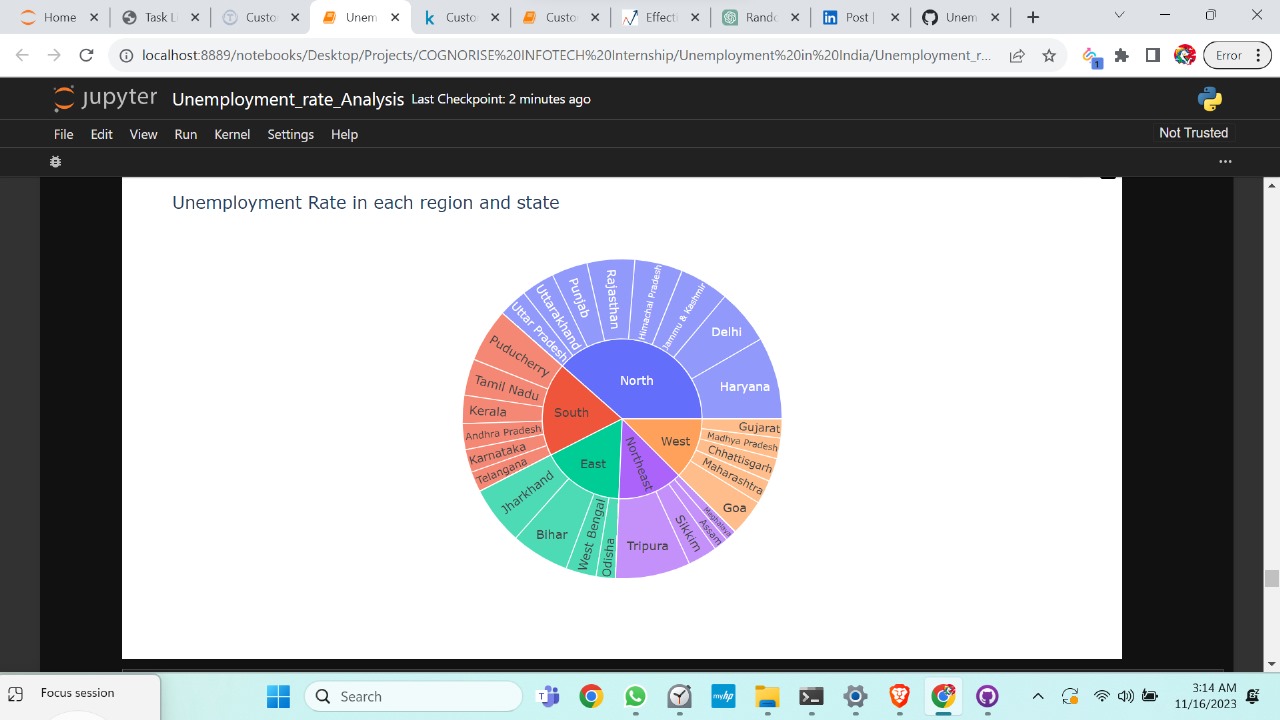 Home
Task Li
Custo
Unem
Custo
Custo
Effecti
Rando
Post |
Unem
localhost:8889/notebooks/Desktop/Projects/COGNORISE%20INFOTECH%20Internship/Unemployment%20in%20India/Unemployment_r...
1
Error
jupyter Unemployment_rate_Analysis Last Checkpoint: 2 minutes ago
File Edit View Run Kernel Settings Help
Not Trusted
Unemployment Rate in each region and state
North
Uttar Pradesh
Uttarakhand
Punjab
Rajasthan
Himachal Pradesh
Jammu & Kashmir
Delhi
Haryana
South
Puducherry
Tamil Nadu
Kerala
Andhra Pradesh
Karnataka
Telangana
East
Jharkhand
Bihar
West Bengal
Odisha
Northeast
Tripura
Sikkim
Assam
Meghalaya
West
Gujarat
Madhya Pradesh
Chhattisgarh
Maharashtra
Goa
Focus session
Search
myhp
3:14 AM
11/16/2023